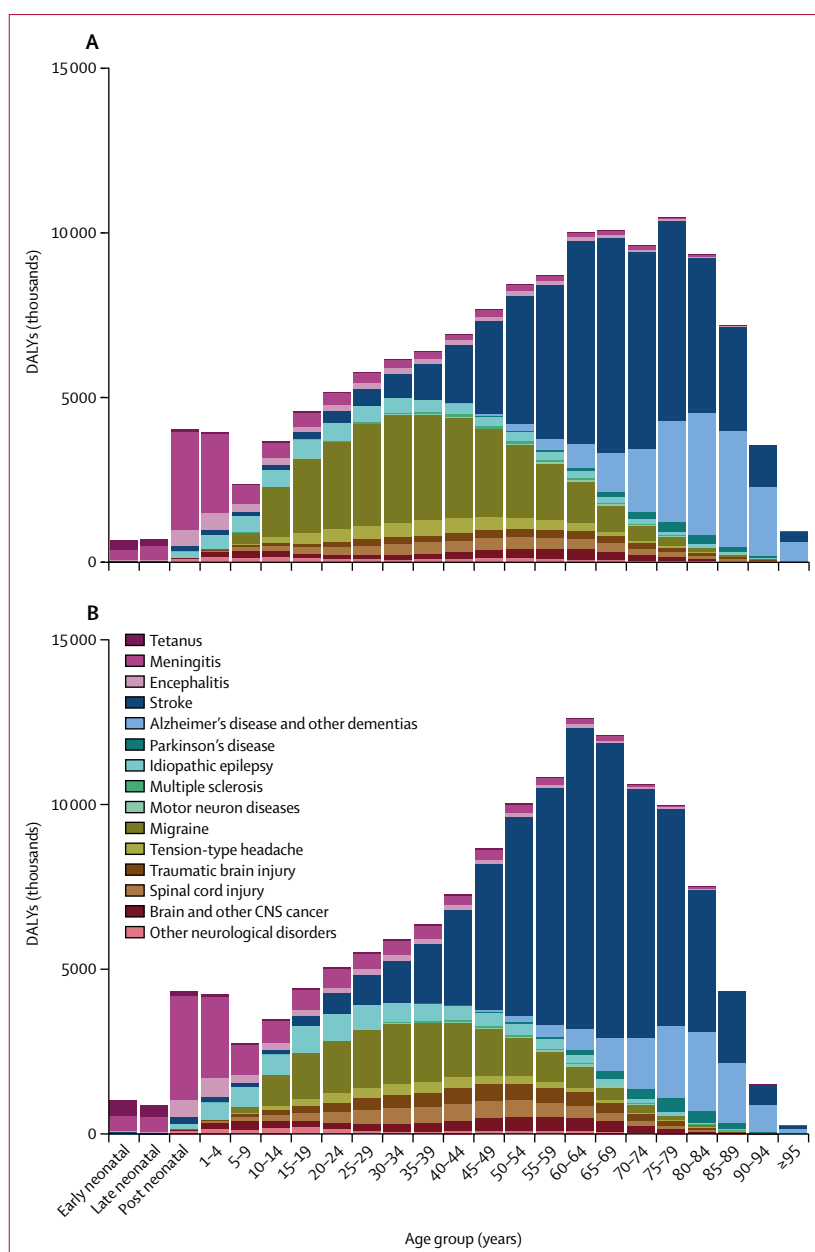 A
15 000
10 000
5000
0
DALYs (thousands)
B
15 000
10 000
5000
0
DALYs (thousands)
Tetanus
Meningitis
Encephalitis
Stroke
Alzheimer's disease and other dementias
Parkinson's disease
Idiopathic epilepsy
Multiple sclerosis
Motor neuron diseases
Migraine
Tension-type headache
Traumatic brain injury
Spinal cord injury
Brain and other CNS cancer
Other neurological disorders
Early neonatal
Late neonatal
Post neonatal
1–4
5–9
10–14
15–19
20–24
25–29
30–34
35–39
40–44
45–49
50–54
55–59
60–64
65–69
70–74
75–79
80–84
85–89
90–94
≥95
Age group (years)